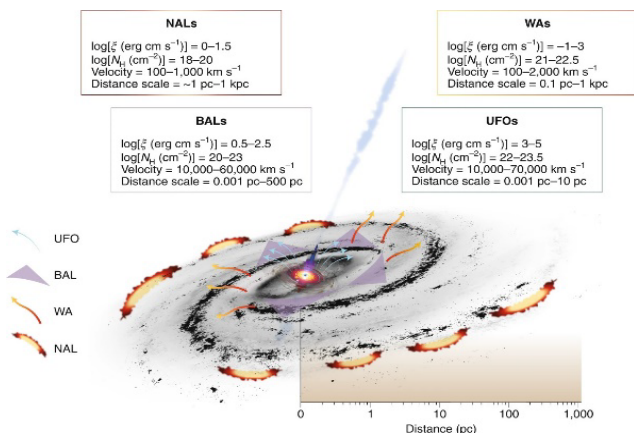 NALs
log[ξ (erg cm s⁻¹)] = 0–1.5
log[N_H (cm⁻²)] = 18–20
Velocity = 100–1,000 km s⁻¹
Distance scale = ~1 pc–1 kpc
WAs
log[ξ (erg cm s⁻¹)] = –1–3
log[N_H (cm⁻²)] = 21–22.5
Velocity = 100–2,000 km s⁻¹
Distance scale = 0.1 pc–1 kpc
BALs
log[ξ (erg cm s⁻¹)] = 0.5–2.5
log[N_H (cm⁻²)] = 20–23
Velocity = 10,000–60,000 km s⁻¹
Distance scale = 0.001 pc–500 pc
UFOs
log[ξ (erg cm s⁻¹)] = 3–5
log[N_H (cm⁻²)] = 22–23.5
Velocity = 10,000–70,000 km s⁻¹
Distance scale = 0.001 pc–10 pc
UFO
BAL
WA
NAL
0 1 10 100 1,000
Distance (pc)